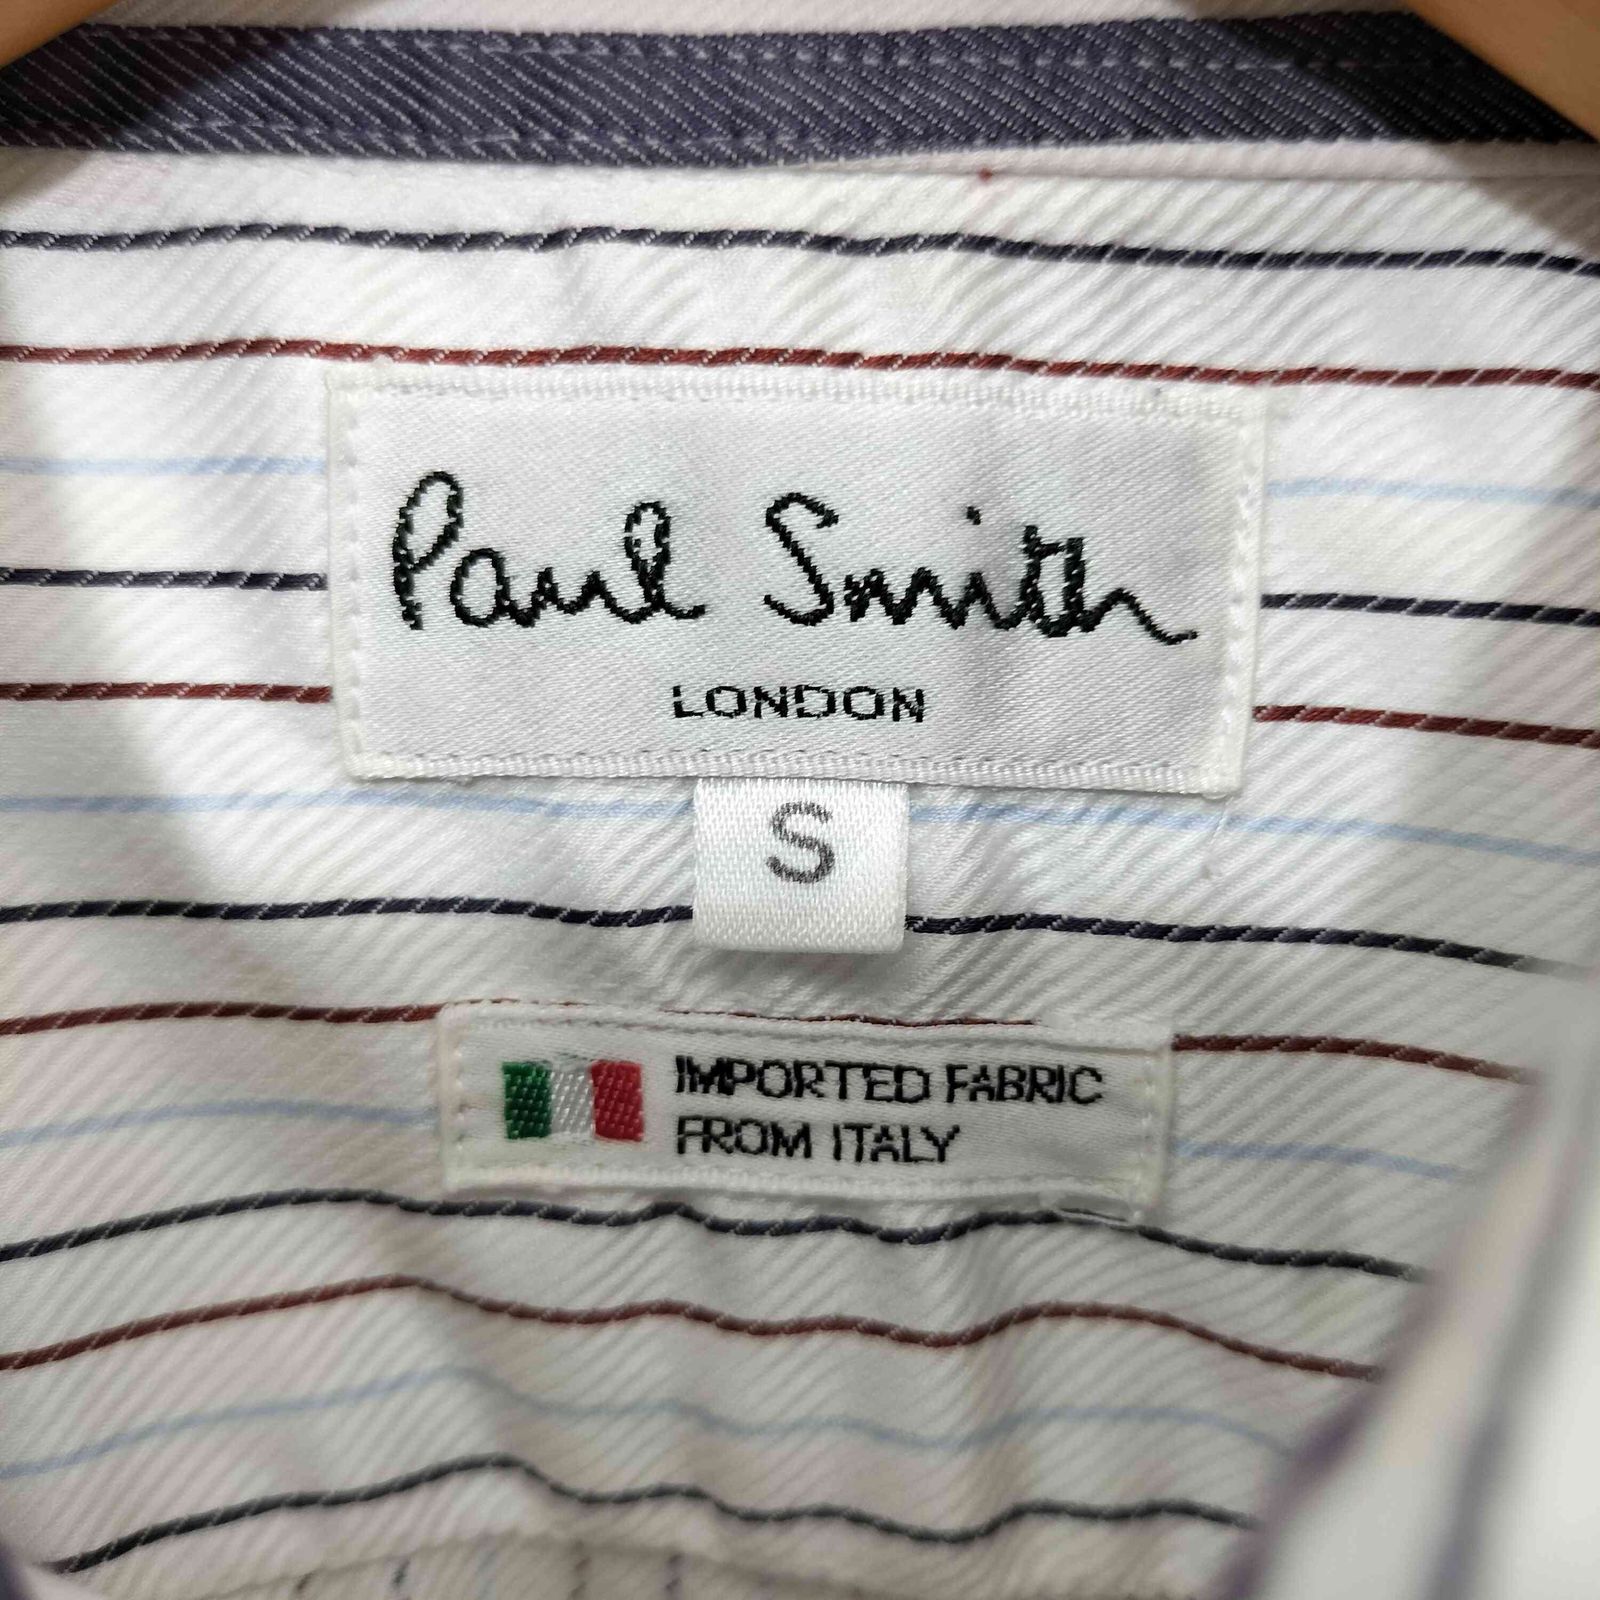 Paul Smith
LONDON
S
IMPORTED FABRIC
FROM ITALY